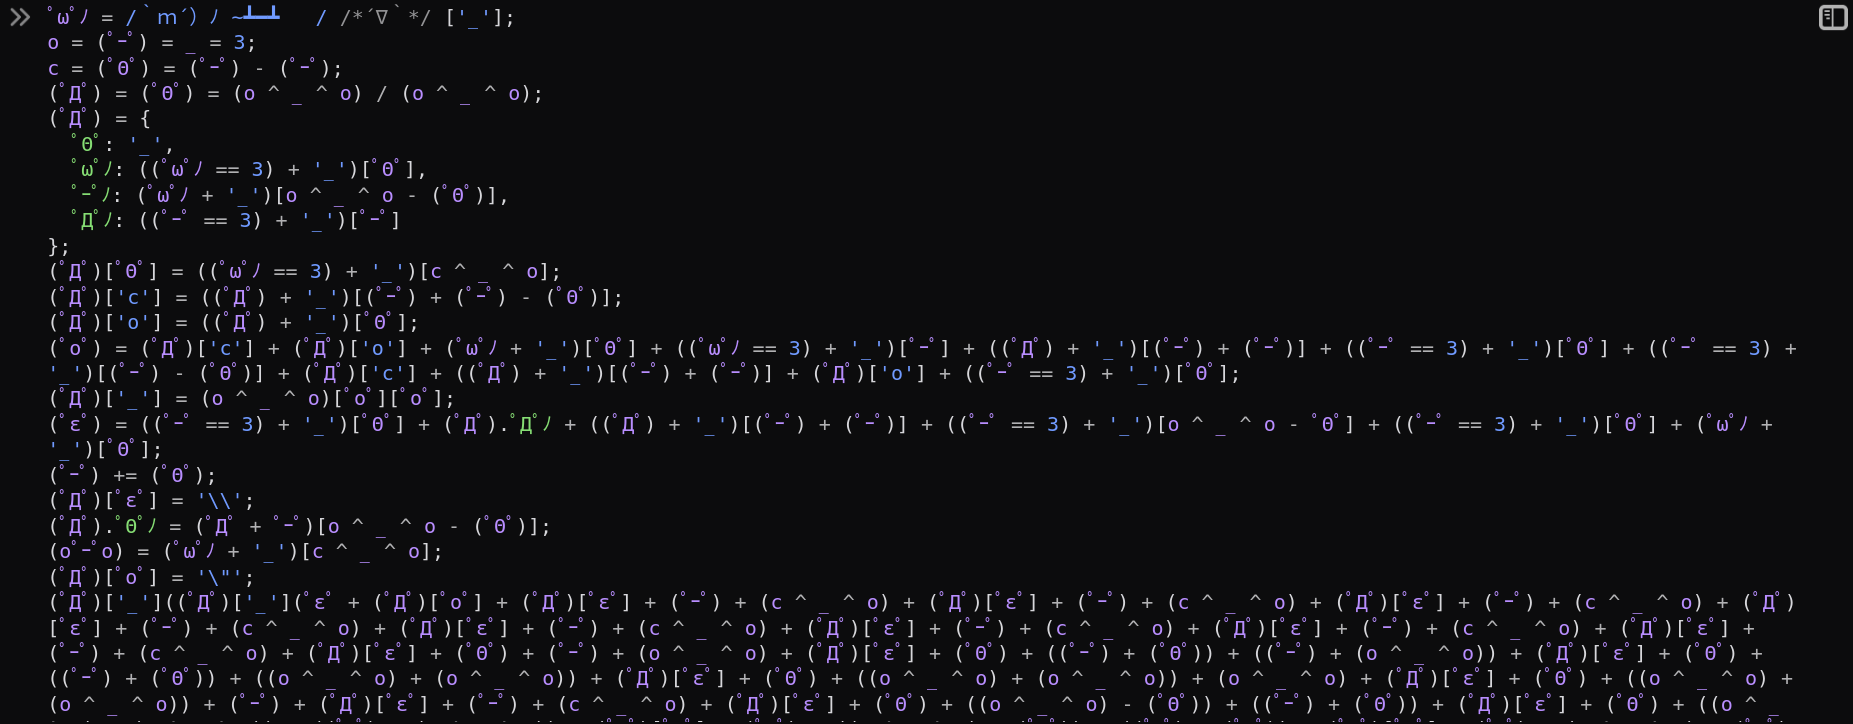 ﾟωﾟﾉ = /｀ｍ´）ﾉ ~┻━┻   / /*´∇｀*/ ['_'];
o = (ﾟｰﾟ) = _ = 3;
c = (ﾟΘﾟ) = (ﾟｰﾟ) - (ﾟｰﾟ);
(ﾟДﾟ) = (ﾟΘﾟ) = (o ^ _ ^ o) / (o ^ _ ^ o);
(ﾟДﾟ) = {
  ﾟΘﾟ: '_',
  ﾟωﾟﾉ: ((ﾟωﾟﾉ == 3) + '_')[ﾟΘﾟ],
  ﾟｰﾟﾉ: (ﾟωﾟﾉ + '_')[o ^ _ ^ o - (ﾟΘﾟ)],
  ﾟДﾟﾉ: ((ﾟｰﾟ == 3) + '_')[ﾟｰﾟ]
};
(ﾟДﾟ)[ﾟΘﾟ] = ((ﾟωﾟﾉ == 3) + '_')[c ^ _ ^ o];
(ﾟДﾟ)['c'] = ((ﾟДﾟ) + '_')[(ﾟｰﾟ) + (ﾟｰﾟ) - (ﾟΘﾟ)];
(ﾟДﾟ)['o'] = ((ﾟДﾟ) + '_')[ﾟΘﾟ];
(ﾟoﾟ) = (ﾟДﾟ)['c'] + (ﾟДﾟ)['o'] + (ﾟωﾟﾉ + '_')[ﾟΘﾟ] + ((ﾟωﾟﾉ == 3) + '_')[ﾟｰﾟ] + ((ﾟДﾟ) + '_')[(ﾟｰﾟ) + (ﾟｰﾟ)] + ((ﾟｰﾟ == 3) + '_')[ﾟΘﾟ] + ((ﾟｰﾟ == 3) +
'_')[(ﾟｰﾟ) - (ﾟΘﾟ)] + (ﾟДﾟ)['c'] + ((ﾟДﾟ) + '_')[(ﾟｰﾟ) + (ﾟｰﾟ)] + (ﾟДﾟ)['o'] + ((ﾟｰﾟ == 3) + '_')[ﾟΘﾟ];
(ﾟДﾟ)['_'] = (o ^ _ ^ o)[ﾟoﾟ][ﾟoﾟ];
(ﾟεﾟ) = ((ﾟｰﾟ == 3) + '_')[ﾟΘﾟ] + (ﾟДﾟ).ﾟДﾟﾉ + ((ﾟДﾟ) + '_')[(ﾟｰﾟ) + (ﾟｰﾟ)] + ((ﾟｰﾟ == 3) + '_')[o ^ _ ^ o - ﾟΘﾟ] + ((ﾟｰﾟ == 3) + '_')[ﾟΘﾟ] + (ﾟωﾟﾉ +
'_')[ﾟΘﾟ];
(ﾟｰﾟ) += (ﾟΘﾟ);
(ﾟДﾟ)[ﾟεﾟ] = '\\';
(ﾟДﾟ).ﾟΘﾟﾉ = (ﾟДﾟ + ﾟｰﾟ)[o ^ _ ^ o - (ﾟΘﾟ)];
(oﾟｰﾟo) = (ﾟωﾟﾉ + '_')[c ^ _ ^ o];
(ﾟДﾟ)[ﾟoﾟ] = '\"';
(ﾟДﾟ)['_']((ﾟДﾟ)['_'](ﾟεﾟ + (ﾟДﾟ)[ﾟoﾟ] + (ﾟДﾟ)[ﾟεﾟ] + (ﾟｰﾟ) + (c ^ _ ^ o) + (ﾟДﾟ)[ﾟεﾟ] + (ﾟｰﾟ) + (c ^ _ ^ o) + (ﾟДﾟ)[ﾟεﾟ] + (ﾟｰﾟ) + (c ^ _ ^ o) + (ﾟДﾟ)
[ﾟεﾟ] + (ﾟｰﾟ) + (c ^ _ ^ o) + (ﾟДﾟ)[ﾟεﾟ] + (ﾟｰﾟ) + (c ^ _ ^ o) + (ﾟДﾟ)[ﾟεﾟ] + (ﾟｰﾟ) + (c ^ _ ^ o) + (ﾟДﾟ)[ﾟεﾟ] + (ﾟｰﾟ) + (c ^ _ ^ o) + (ﾟДﾟ)[ﾟεﾟ] +
(ﾟｰﾟ) + (c ^ _ ^ o) + (ﾟДﾟ)[ﾟεﾟ] + (ﾟΘﾟ) + (ﾟｰﾟ) + (o ^ _ ^ o) + (ﾟДﾟ)[ﾟεﾟ] + (ﾟΘﾟ) + ((ﾟｰﾟ) + (ﾟΘﾟ)) + ((ﾟｰﾟ) + (o ^ _ ^ o)) + (ﾟДﾟ)[ﾟεﾟ] + (ﾟΘﾟ) +
((ﾟｰﾟ) + (ﾟΘﾟ)) + ((o ^ _ ^ o) + (o ^ _ ^ o)) + (ﾟДﾟ)[ﾟεﾟ] + (ﾟΘﾟ) + ((o ^ _ ^ o) + (o ^ _ ^ o)) + (o ^ _ ^ o) + (ﾟДﾟ)[ﾟεﾟ] + (ﾟΘﾟ) + ((o ^ _ ^ o) +
(o ^ _ ^ o)) + (ﾟｰﾟ) + (ﾟДﾟ)[ﾟεﾟ] + (ﾟｰﾟ) + (c ^ _ ^ o) + (ﾟДﾟ)[ﾟεﾟ] + (ﾟΘﾟ) + ((o ^ _ ^ o) - (ﾟΘﾟ)) + ((ﾟｰﾟ) + (ﾟΘﾟ)) + (ﾟДﾟ)[ﾟεﾟ] + (ﾟΘﾟ) + ((o ^